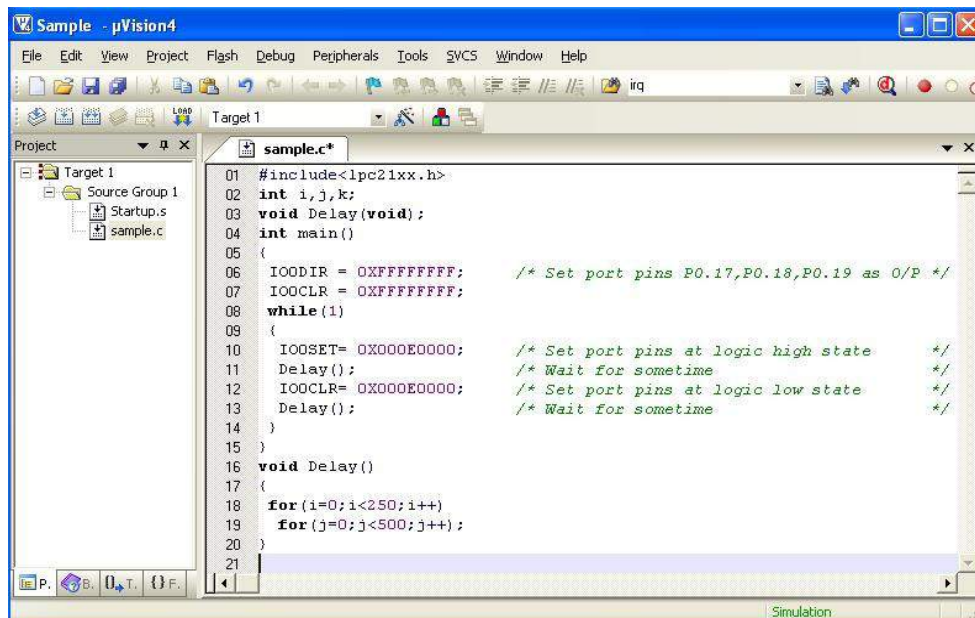 Sample - µVision4
File Edit View Project Flash Debug Peripherals Tools SVCS Window Help
irq
LOAD Target 1
Project
sample.c*
Target 1
Source Group 1
Startup.s
sample.c
01 #include<lpc21xx.h>
02 int i,j,k;
03 void Delay(void);
04 int main()
05 {
06 IO0DIR = 0XFFFFFFFF; /* Set port pins P0.17,P0.18,P0.19 as O/P */
07 IO0CLR = 0XFFFFFFFF;
08 while(1)
09 {
10 IO0SET= 0X000E0000; /* Set port pins at logic high state */
11 Delay(); /* Wait for sometime */
12 IO0CLR= 0X000E0000; /* Set port pins at logic low state */
13 Delay(); /* Wait for sometime */
14 }
15 }
16 void Delay()
17 {
18 for(i=0;i<250;i++)
19 for(j=0;j<500;j++);
20 }
21
P. B. T. F.
Simulation